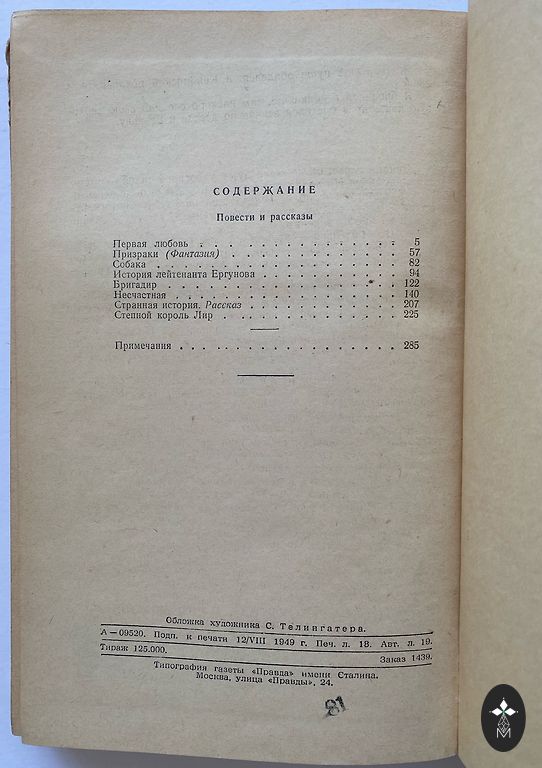 СОДЕРЖАНИЕ
Повести и рассказы
Первая любовь . . . . . . . . . . . . . . 5
Призраки (Фантазия) . . . . . . . . . . . . 57
Собака . . . . . . . . . . . . . . . . . 82
История лейтенанта Ергунова . . . . . . . . . 94
Бригадир . . . . . . . . . . . . . . . . 122
Несчастная . . . . . . . . . . . . . . . 140
Странная история. Рассказ . . . . . . . . . . 207
Степной король Лир . . . . . . . . . . . . 225
Примечания . . . . . . . . . . . . . . . 285
Обложка художника С. Телингатера.
А—09520. Подп. к печати 12/VIII 1949 г. Печ. л. 18. Авт. л. 19.
Тираж 125.000. Заказ 1439.
Типография газеты «Правда» имени Сталина.
Москва, улица «Правды», 24.
81
М